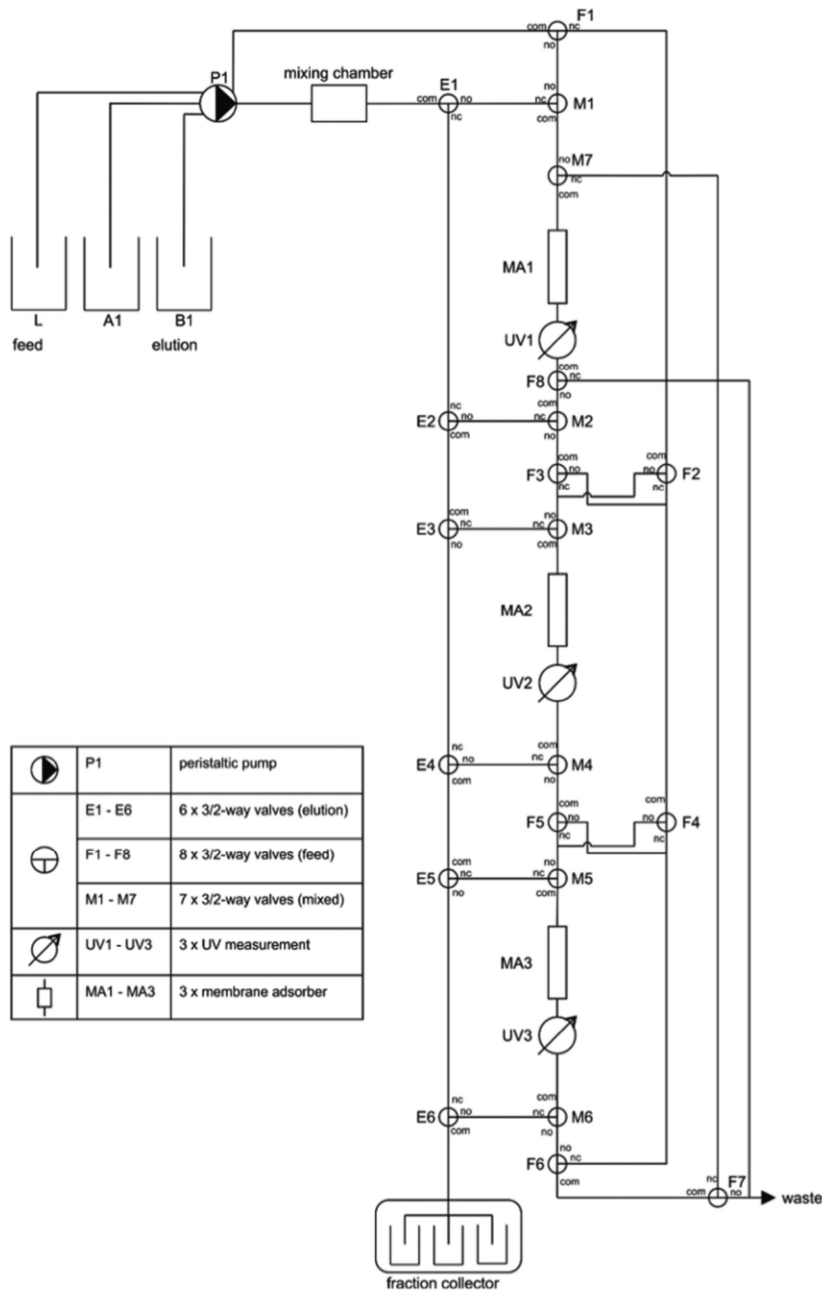 F1
com nc
no
P1
mixing chamber
E1
com no
nc
no
nc M1
com
no M7
nc
com
MA1
UV1
L A1 B1
feed elution
com
F8 nc
no
nc
E2 no
com
com
nc M2
no
com
F3 no
nc
com
no F2
nc
com
E3 nc
no
no
nc M3
com
MA2
UV2
nc
E4 no
com
com
nc M4
no
com
F5 no
nc
com
no F4
nc
com
E5 nc
no
no
nc M5
com
MA3
UV3
P1 peristaltic pump
E1 - E6 6 x 3/2-way valves (elution)
F1 - F8 8 x 3/2-way valves (feed)
M1 - M7 7 x 3/2-way valves (mixed)
UV1 - UV3 3 x UV measurement
MA1 - MA3 3 x membrane adsorber
nc
E6 no
com
com
nc M6
no
no
F6 nc
com
nc F7
com no waste
fraction collector